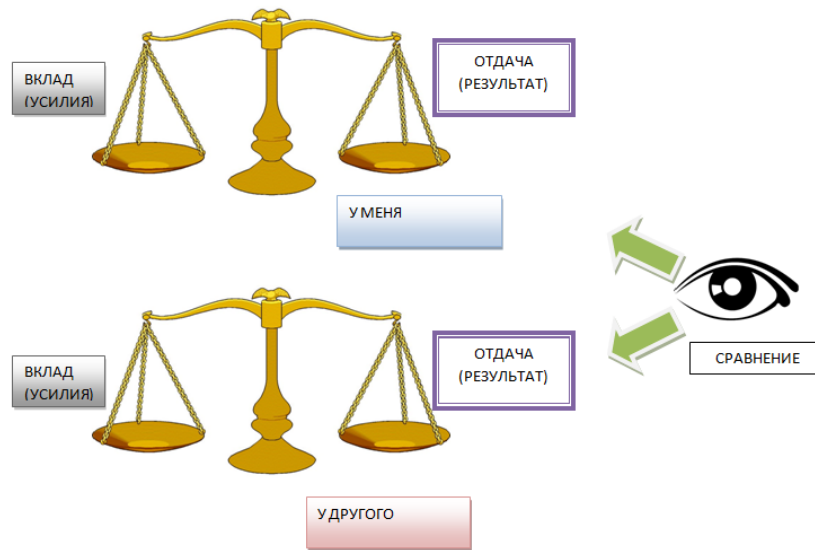 ВКЛАД
(УСИЛИЯ)
ОТДАЧА
(РЕЗУЛЬТАТ)
У МЕНЯ
ВКЛАД
(УСИЛИЯ)
ОТДАЧА
(РЕЗУЛЬТАТ)
СРАВНЕНИЕ
У ДРУГОГО